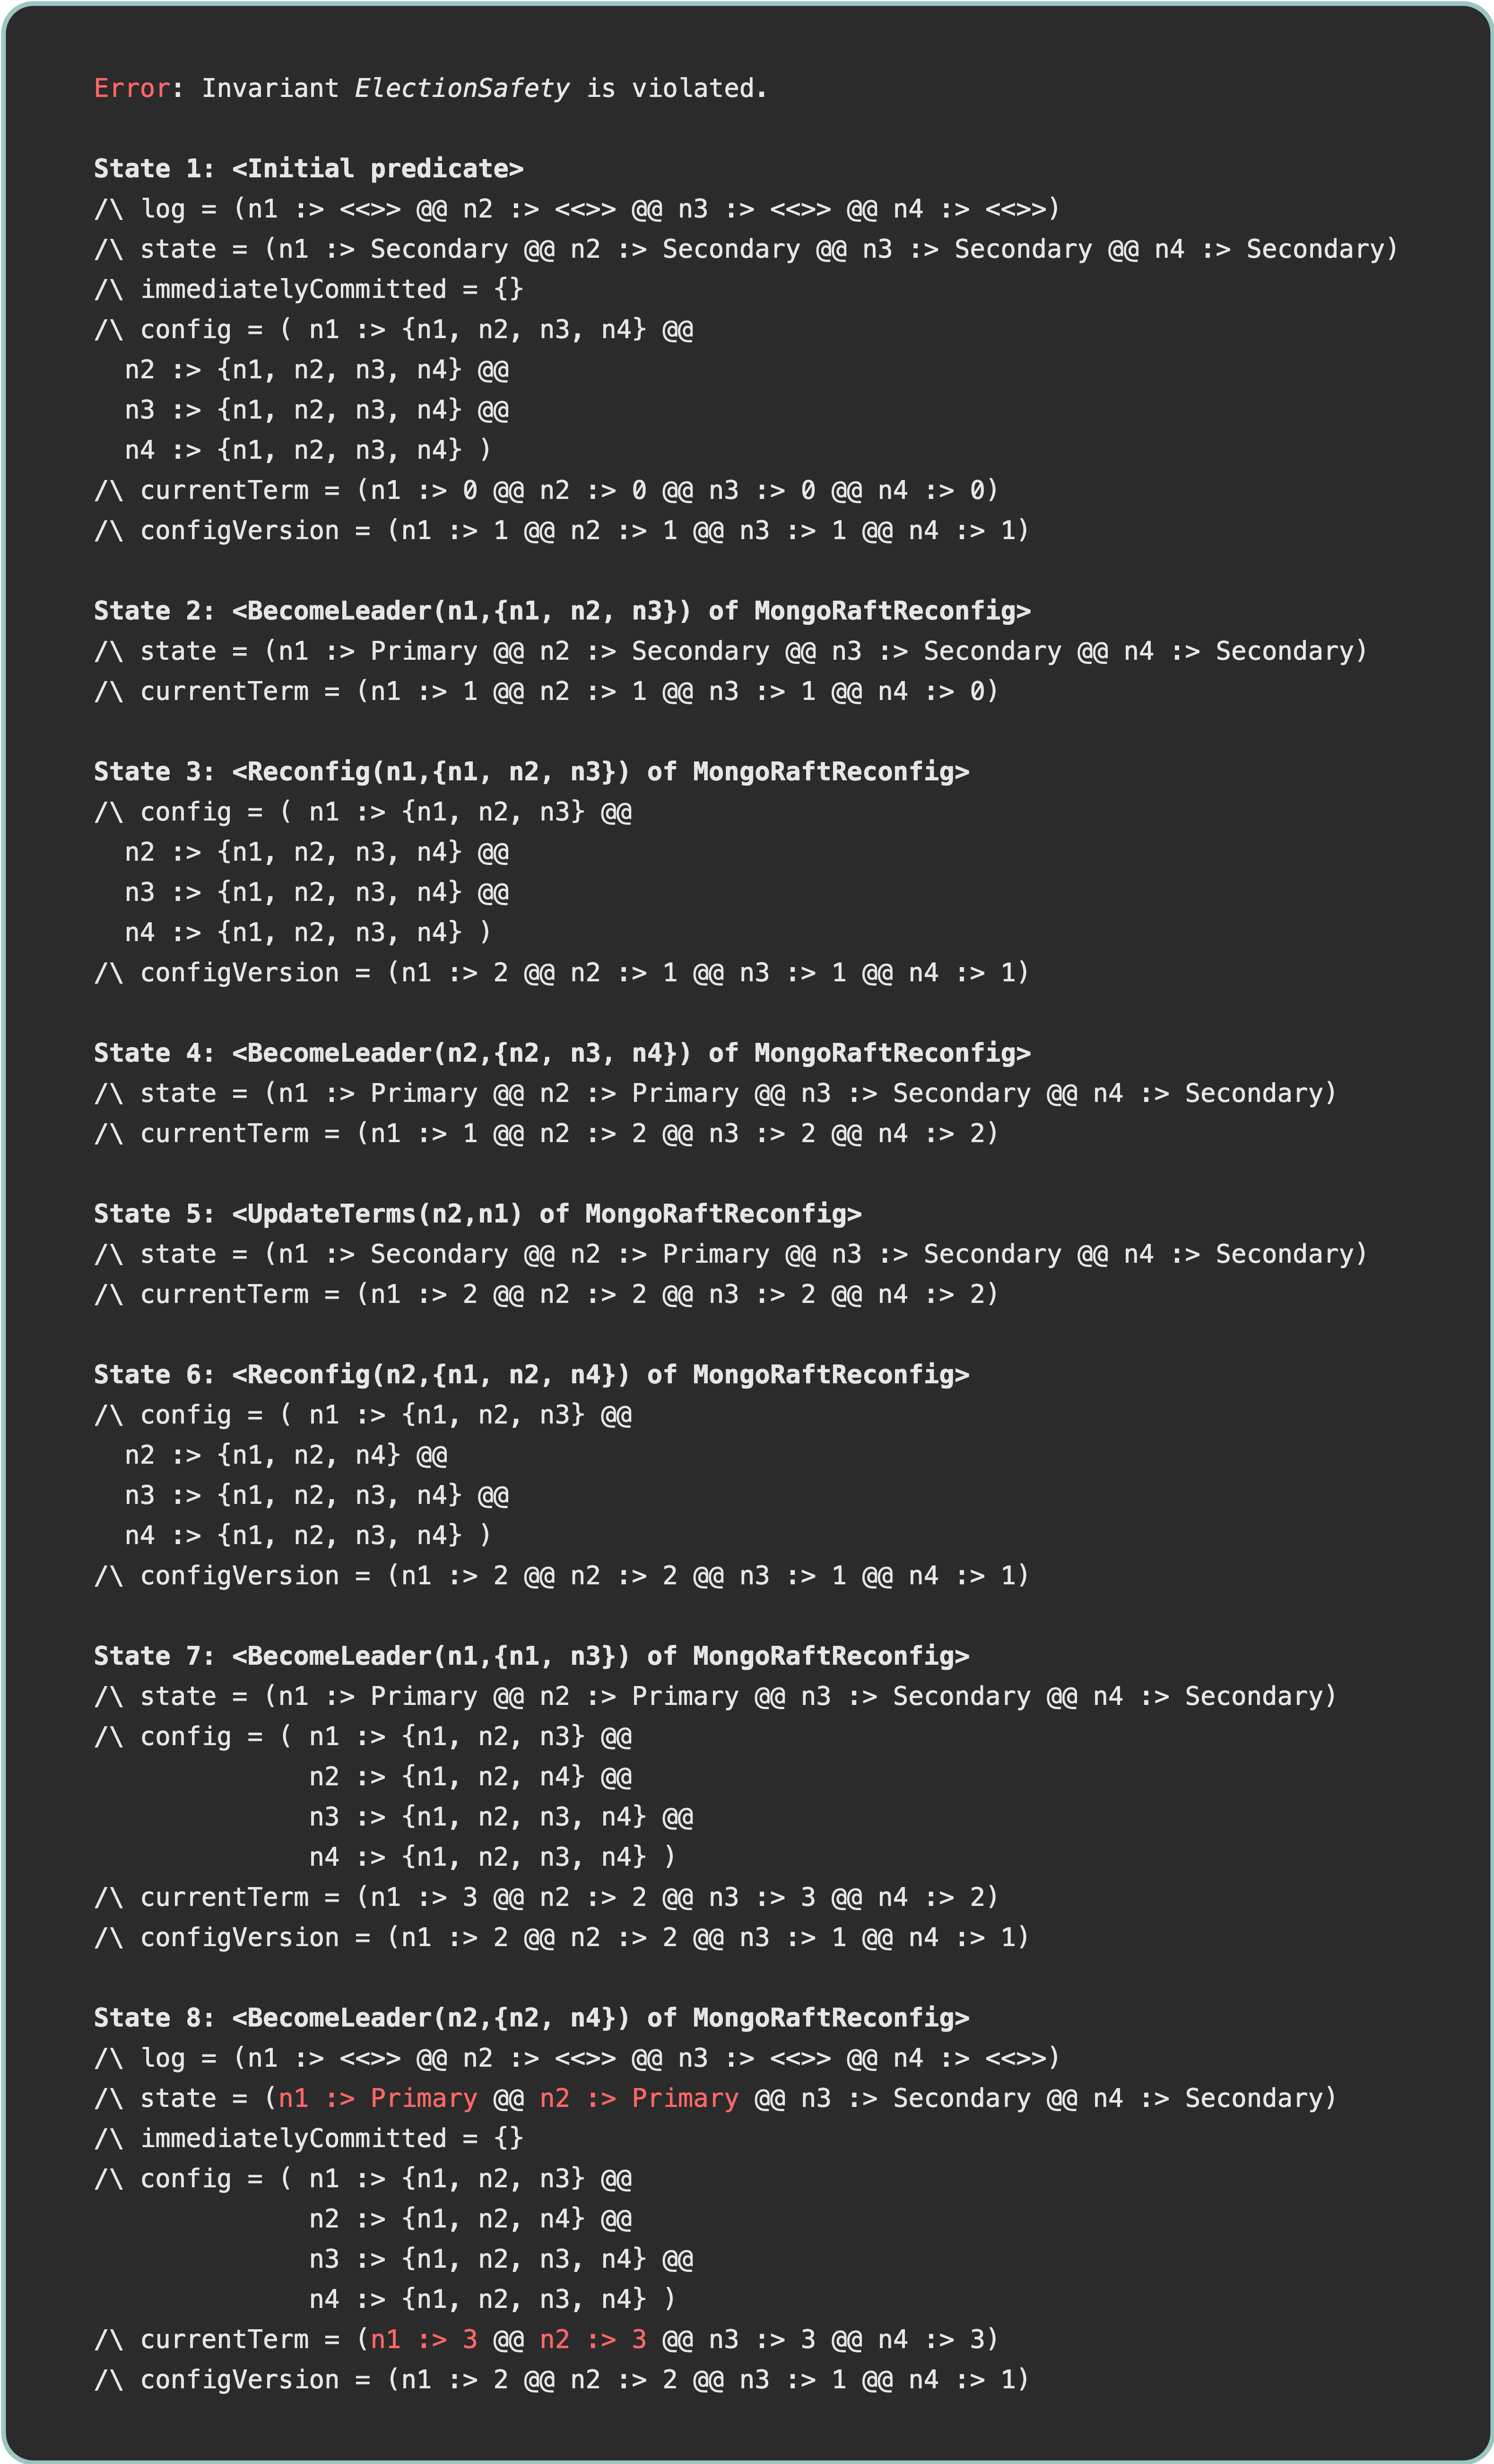 Error: Invariant ElectionSafety is violated.
State 1: <Initial predicate>
/\ log = (n1 :> <<>> @@ n2 :> <<>> @@ n3 :> <<>> @@ n4 :> <<>>)
/\ state = (n1 :> Secondary @@ n2 :> Secondary @@ n3 :> Secondary @@ n4 :> Secondary)
/\ immediatelyCommitted = {}
/\ config = ( n1 :> {n1, n2, n3, n4} @@
n2 :> {n1, n2, n3, n4} @@
n3 :> {n1, n2, n3, n4} @@
n4 :> {n1, n2, n3, n4} )
/\ currentTerm = (n1 :> 0 @@ n2 :> 0 @@ n3 :> 0 @@ n4 :> 0)
/\ configVersion = (n1 :> 1 @@ n2 :> 1 @@ n3 :> 1 @@ n4 :> 1)
State 2: <BecomeLeader(n1,{n1, n2, n3}) of MongoRaftReconfig>
/\ state = (n1 :> Primary @@ n2 :> Secondary @@ n3 :> Secondary @@ n4 :> Secondary)
/\ currentTerm = (n1 :> 1 @@ n2 :> 1 @@ n3 :> 1 @@ n4 :> 0)
State 3: <Reconfig(n1,{n1, n2, n3}) of MongoRaftReconfig>
/\ config = ( n1 :> {n1, n2, n3} @@
n2 :> {n1, n2, n3, n4} @@
n3 :> {n1, n2, n3, n4} @@
n4 :> {n1, n2, n3, n4} )
/\ configVersion = (n1 :> 2 @@ n2 :> 1 @@ n3 :> 1 @@ n4 :> 1)
State 4: <BecomeLeader(n2,{n2, n3, n4}) of MongoRaftReconfig>
/\ state = (n1 :> Primary @@ n2 :> Primary @@ n3 :> Secondary @@ n4 :> Secondary)
/\ currentTerm = (n1 :> 1 @@ n2 :> 2 @@ n3 :> 2 @@ n4 :> 2)
State 5: <UpdateTerms(n2,n1) of MongoRaftReconfig>
/\ state = (n1 :> Secondary @@ n2 :> Primary @@ n3 :> Secondary @@ n4 :> Secondary)
/\ currentTerm = (n1 :> 2 @@ n2 :> 2 @@ n3 :> 2 @@ n4 :> 2)
State 6: <Reconfig(n2,{n1, n2, n4}) of MongoRaftReconfig>
/\ config = ( n1 :> {n1, n2, n3} @@
n2 :> {n1, n2, n4} @@
n3 :> {n1, n2, n3, n4} @@
n4 :> {n1, n2, n3, n4} )
/\ configVersion = (n1 :> 2 @@ n2 :> 2 @@ n3 :> 1 @@ n4 :> 1)
State 7: <BecomeLeader(n1,{n1, n3}) of MongoRaftReconfig>
/\ state = (n1 :> Primary @@ n2 :> Primary @@ n3 :> Secondary @@ n4 :> Secondary)
/\ config = ( n1 :> {n1, n2, n3} @@
n2 :> {n1, n2, n4} @@
n3 :> {n1, n2, n3, n4} @@
n4 :> {n1, n2, n3, n4} )
/\ currentTerm = (n1 :> 3 @@ n2 :> 2 @@ n3 :> 3 @@ n4 :> 2)
/\ configVersion = (n1 :> 2 @@ n2 :> 2 @@ n3 :> 1 @@ n4 :> 1)
State 8: <BecomeLeader(n2,{n2, n4}) of MongoRaftReconfig>
/\ log = (n1 :> <<>> @@ n2 :> <<>> @@ n3 :> <<>> @@ n4 :> <<>>)
/\ state = (n1 :> Primary @@ n2 :> Primary @@ n3 :> Secondary @@ n4 :> Secondary)
/\ immediatelyCommitted = {}
/\ config = ( n1 :> {n1, n2, n3} @@
n2 :> {n1, n2, n4} @@
n3 :> {n1, n2, n3, n4} @@
n4 :> {n1, n2, n3, n4} )
/\ currentTerm = (n1 :> 3 @@ n2 :> 3 @@ n3 :> 3 @@ n4 :> 3)
/\ configVersion = (n1 :> 2 @@ n2 :> 2 @@ n3 :> 1 @@ n4 :> 1)